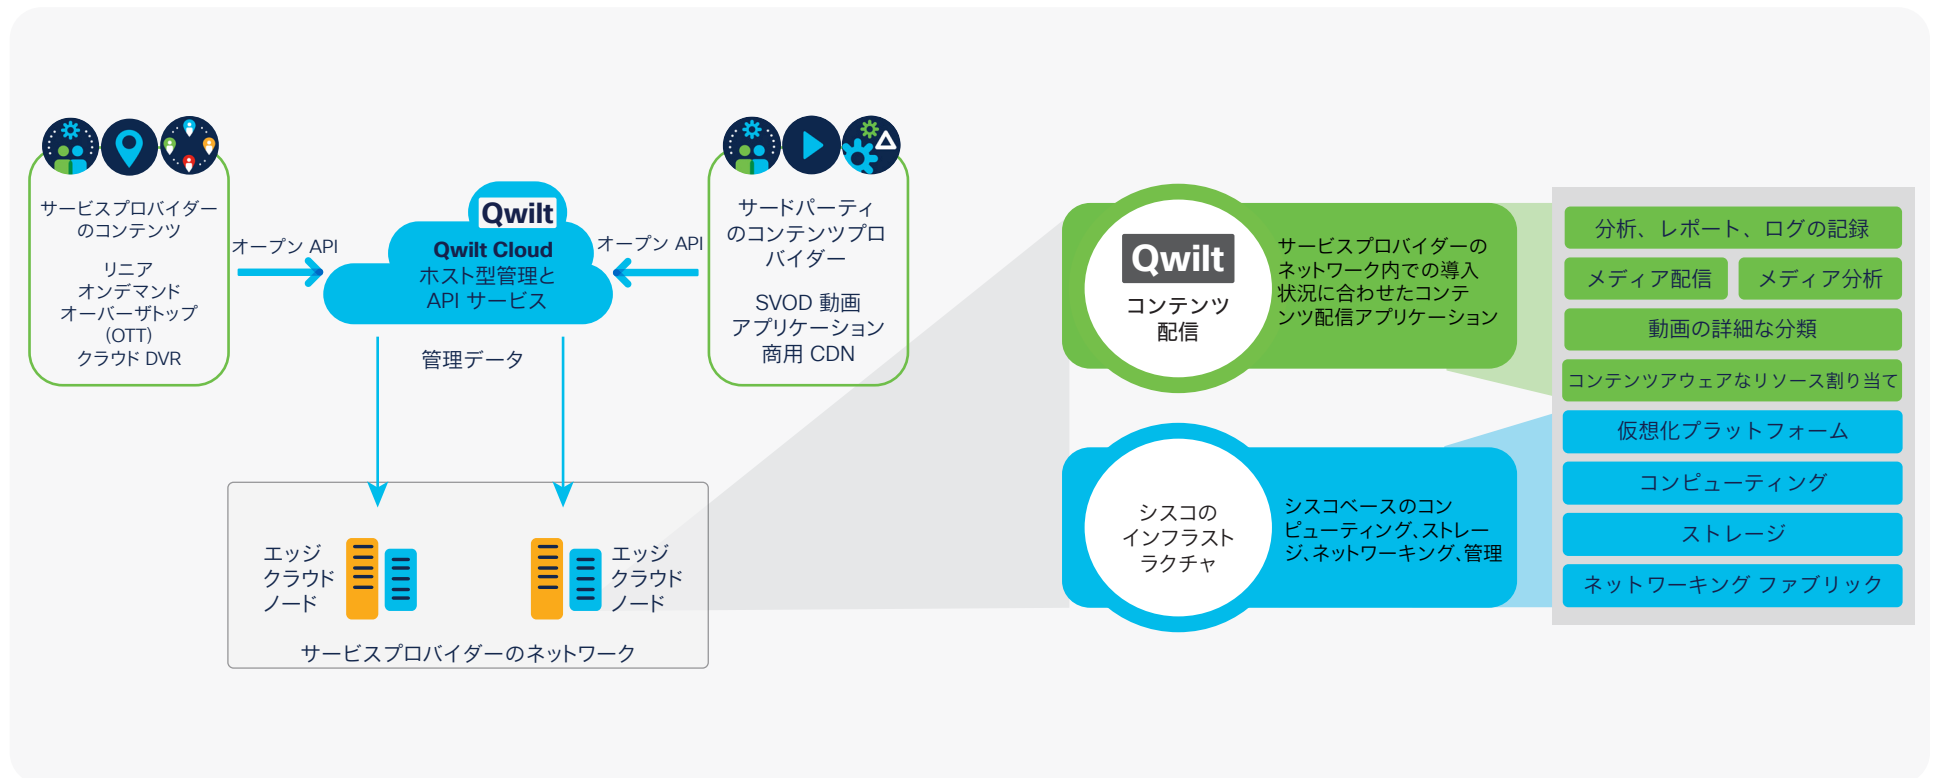 サービスプロバイダー
のコンテンツ
リニア
オンデマンド
オーバーザトップ
(OTT)
クラウド DVR
オープン API
Qwilt
Qwilt Cloud
ホスト型管理と
API サービス
オープン API
サードパーティ
のコンテンツプロ
バイダー
SVOD 動画
アプリケーション
商用 CDN
管理データ
エッジ
クラウド
ノード
エッジ
クラウド
ノード
サービスプロバイダーのネットワーク
Qwilt
コンテンツ
配信
サービスプロバイダーの
ネットワーク内での導入
状況に合わせたコンテ
ンツ配信アプリケーション
シスコの
インフラスト
ラクチャ
シスコベースのコン
ピューティング、ストレー
ジ、ネットワーキング、管理
分析、レポート、ログの記録
メディア配信
メディア分析
動画の詳細な分類
コンテンツアウェアなリソース割り当て
仮想化プラットフォーム
コンピューティング
ストレージ
ネットワーキング ファブリック